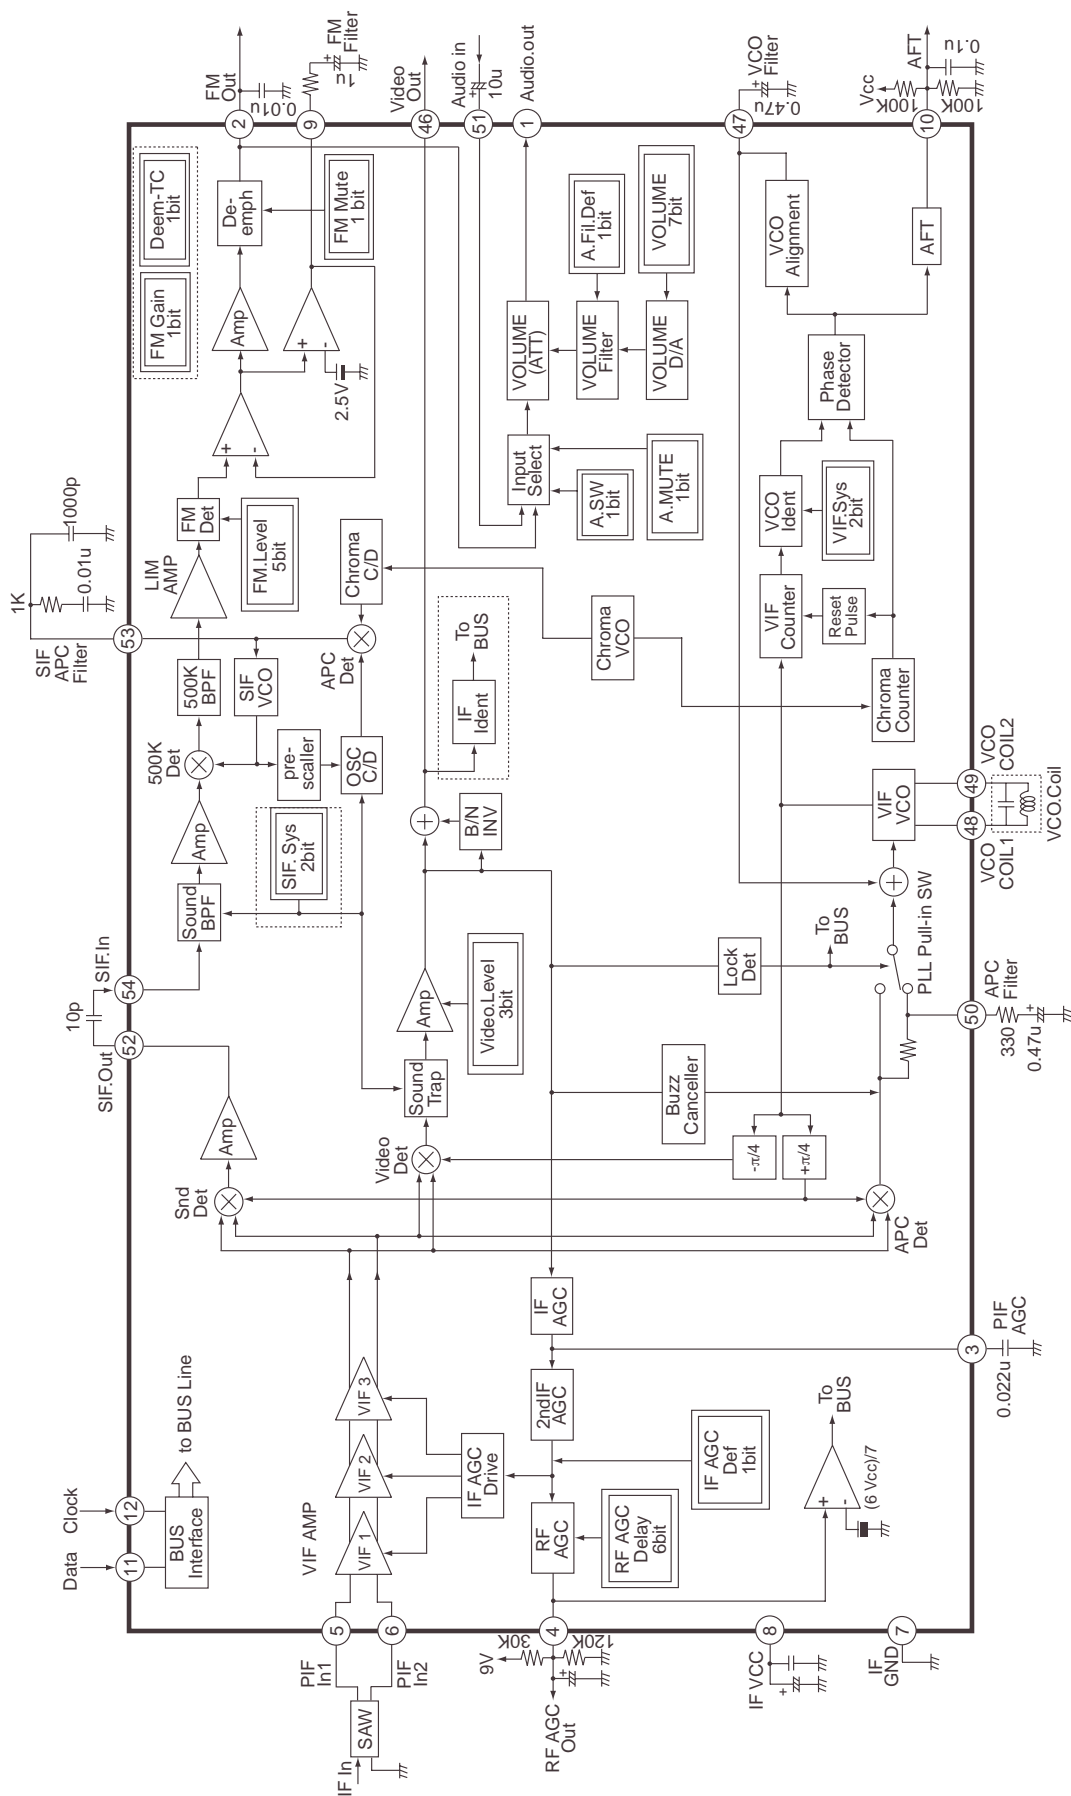 IF In
SAW
PIF
In1
PIF
In2
5
6
Data
11
Clock
12
BUS
Interface
to BUS Line
VIF AMP
VIF 1
VIF 2
VIF 3
IF AGC
Drive
9V
30K
120K
RF AGC
Out
4
RF
AGC
2ndIF
AGC
IF
AGC
RF AGC
Delay
6bit
IF AGC
Def
1bit
(6 Vcc)/7
+
-
To
BUS
IF VCC
8
+
IF
GND
7
3
PIF
AGC
0.022u
Snd
Det
Amp
SIF.Out
52
10p
54
SIF.In
Sound
BPF
Amp
500K
Det
500K
BPF
LIM
AMP
FM
Det
FM.Level
5bit
SIF
APC
Filter
53
1K
0.01u
1000p
SIF
VCO
pre-
scaller
OSC
C/D
APC
Det
Chroma
C/D
SIF. Sys
2bit
+
-
Amp
+
-
2.5V
FM Gain
1bit
Deem-TC
1bit
De-
emph
FM Mute
1 bit
2
FM
Out
0.01u
9
1u
+
FM
Filter
Video
Det
Sound
Trap
Amp
Video.Level
3bit
B/N
INV
IF
Ident
To
BUS
46
Video
Out
51
Audio in
+
10u
1
Audio.out
Input
Select
A.SW
1bit
A.MUTE
1bit
VOLUME
(ATT)
VOLUME
Filter
VOLUME
D/A
A.Fil.Def
1bit
VOLUME
7bit
Chroma
VCO
Buzz
Canceller
Lock
Det
To
BUS
-π/4
+π/4
APC
Det
PLL Pull-in SW
50
APC
Filter
330
0.47u
+
VIF
VCO
48
VCO
COIL1
49
VCO
COIL2
VCO.Coil
Chroma
Counter
VIF
Counter
Reset
Pulse
VCO
Ident
VIF.Sys
2bit
Phase
Detector
VCO
Alignment
AFT
47
+
0.47u
VCO
Filter
10
Vcc
100K
100K
AFT
0.1u